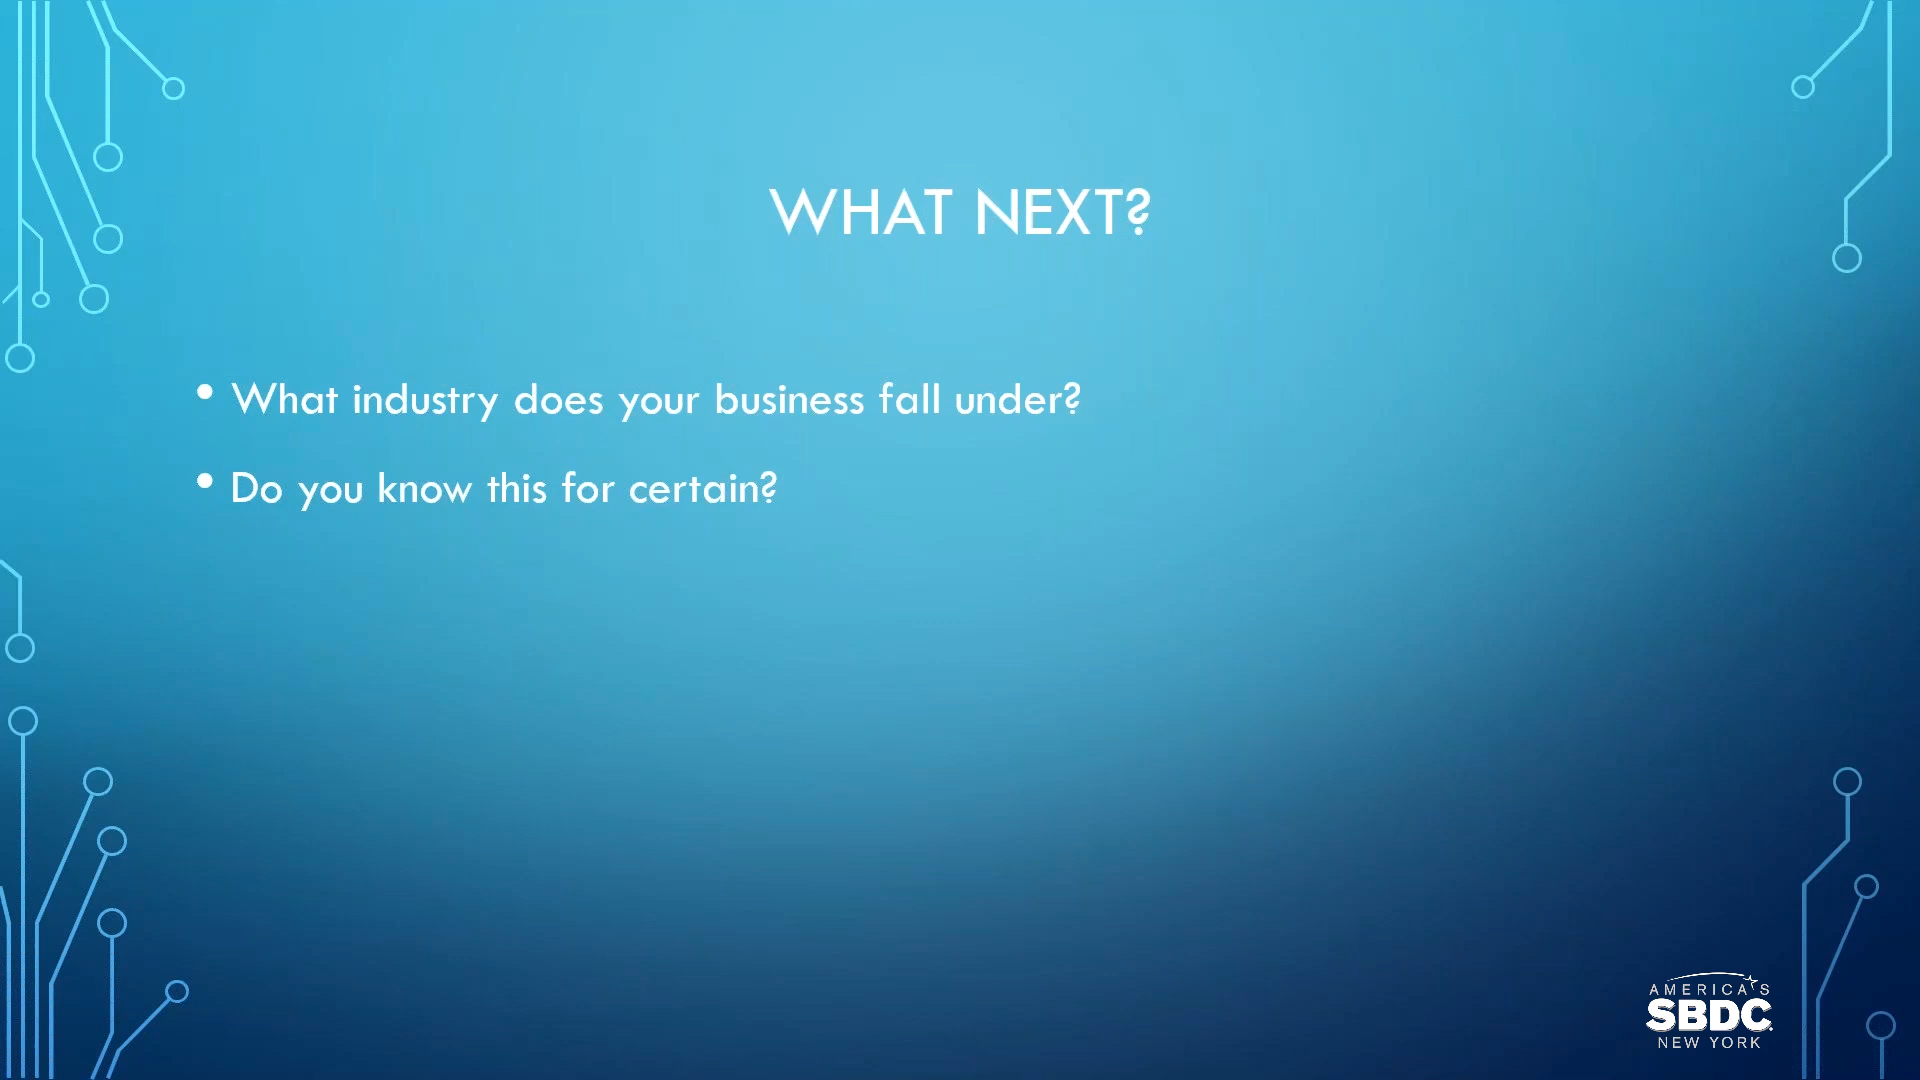 WHAT NEXT?
• What industry does your business fall under?
• Do you know this for certain?
AMERICA'S
SBDC
NEW YORK